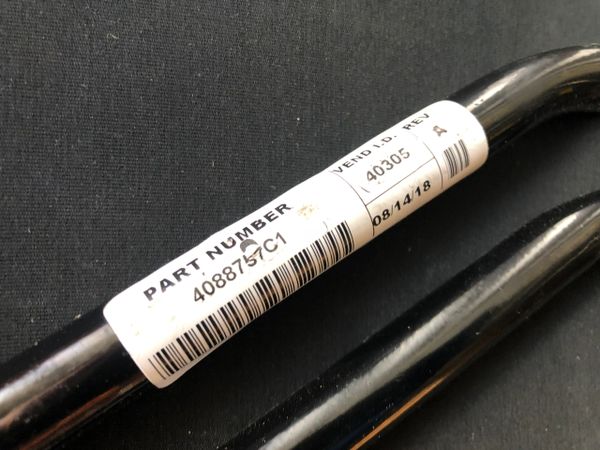 PART NUMBER
4088757C1
VEND I.D. REV
40305 A
08/14/18